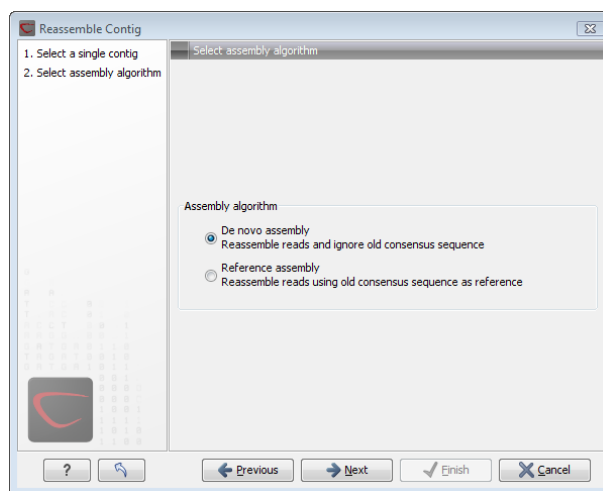 Reassemble Contig
1. Select a single contig
2. Select assembly algorithm
Select assembly algorithm
Assembly algorithm
De novo assembly
Reassemble reads and ignore old consensus sequence
Reference assembly
Reassemble reads using old consensus sequence as reference
?
Previous
Next
Finish
Cancel